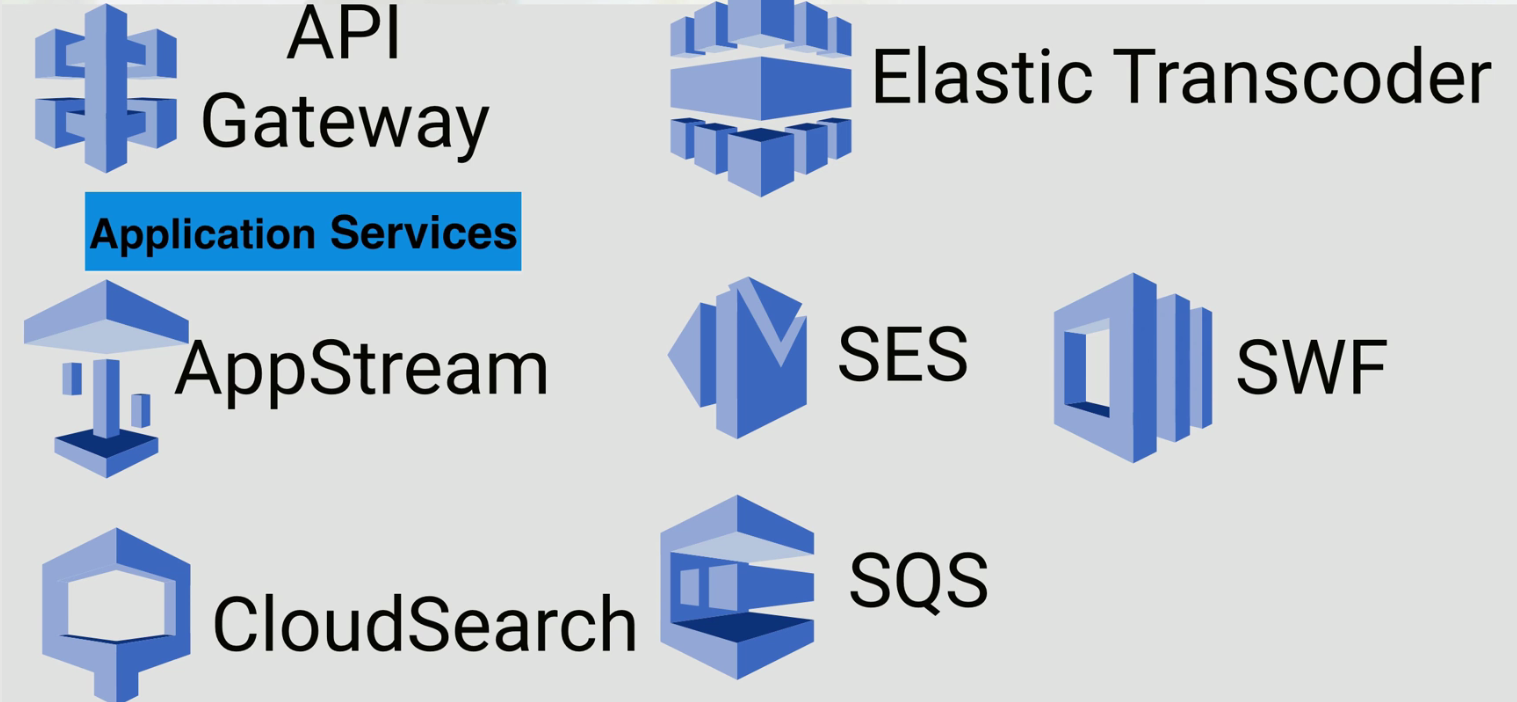 API
Gateway
Elastic Transcoder
Application Services
AppStream
SES
SWF
CloudSearch
SQS